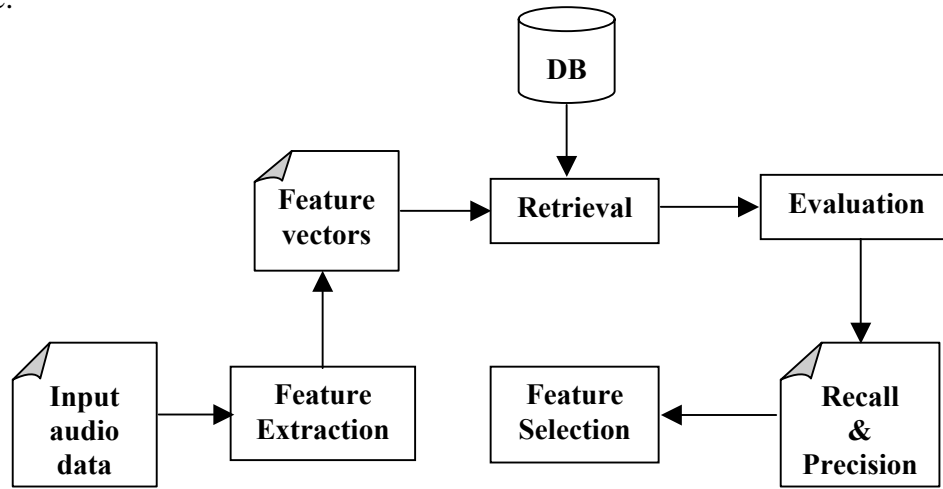 DB
Feature
vectors
Retrieval
Evaluation
Input
audio
data
Feature
Extraction
Feature
Selection
Recall
&
Precision